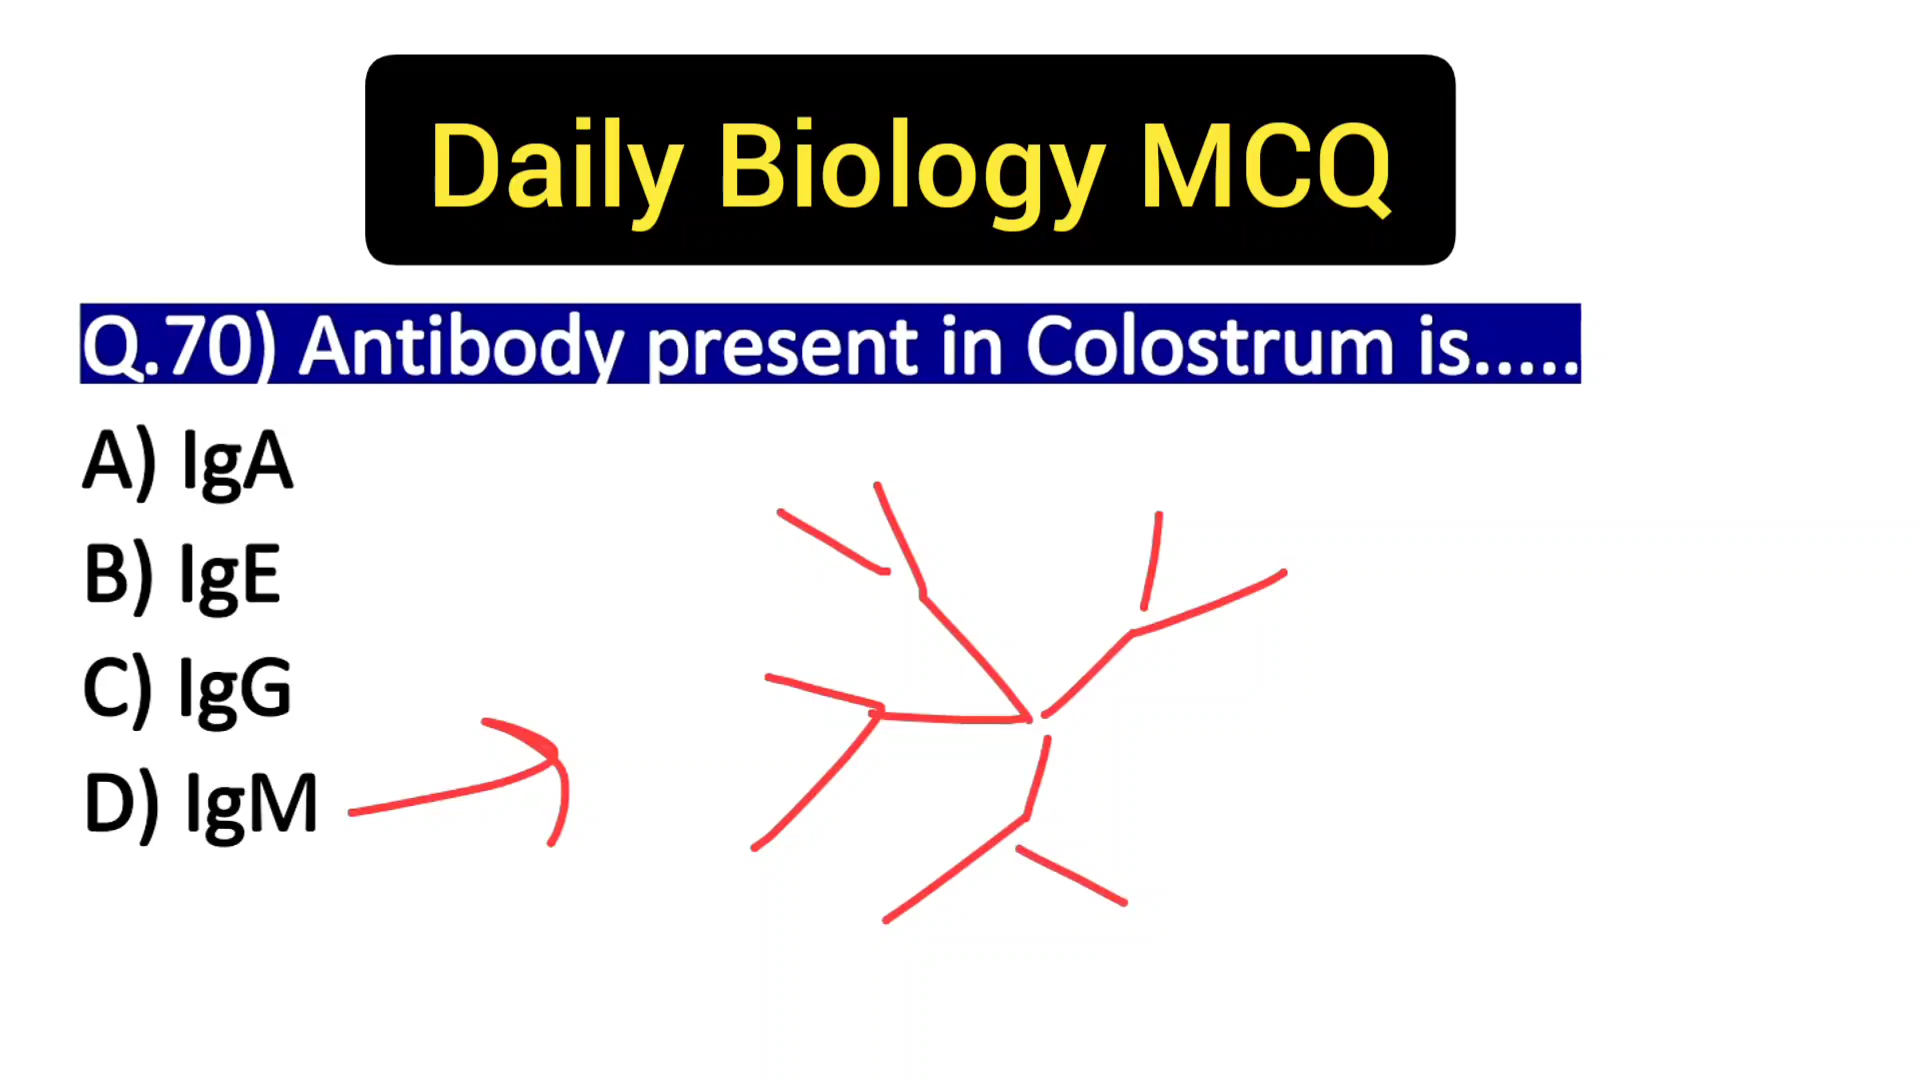 Daily Biology MCQ
Q.70) Antibody present in Colostrum is.....
A) IgA
B) IgE
C) IgG
D) IgM